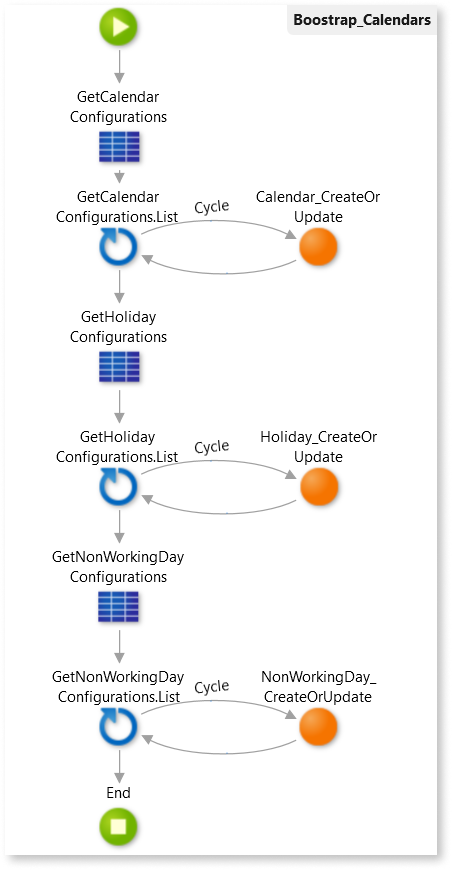 Boostrap_Calendars
GetCalendar
Configurations
GetCalendar
Configurations.List
Cycle
Calendar_CreateOr
Update
GetHoliday
Configurations
GetHoliday
Configurations.List
Cycle
Holiday_CreateOr
Update
GetNonWorkingDay
Configurations
GetNonWorkingDay
Configurations.List
Cycle
NonWorkingDay_
CreateOrUpdate
End